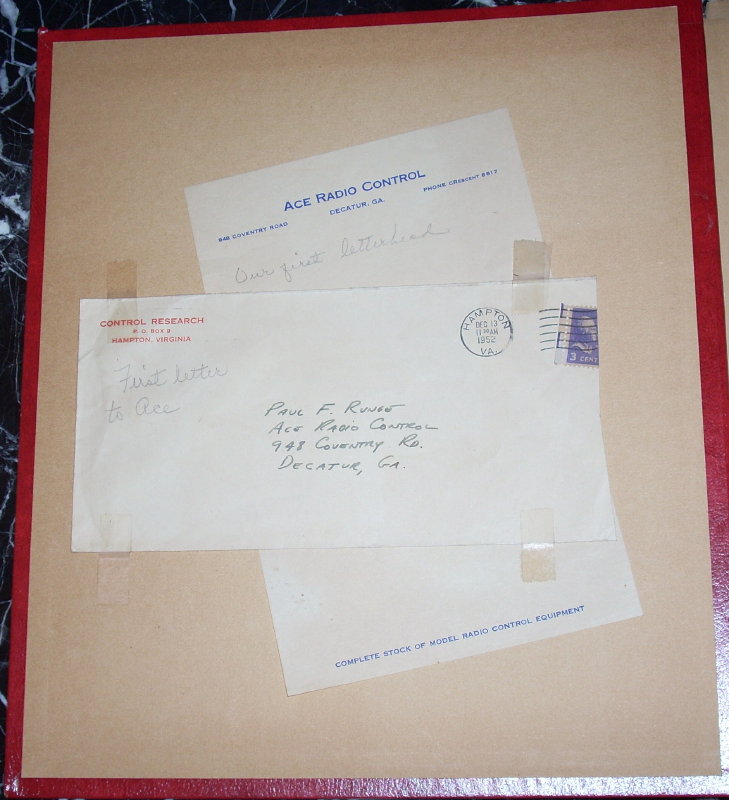 ACE RADIO CONTROL
DECATUR, GA.
948 COVENTRY ROAD
PHONE CRESCENT 8817
Our first letterhead
CONTROL RESEARCH
P. O. BOX 9
HAMPTON, VIRGINIA
First letter
to Ace
HAMPTON
DEC 13
11 30 AM
1952
VA.
3 CENT
PAUL F. RUNGE
ACE RADIO CONTROL
948 COVENTRY RD.
DECATUR, GA.
COMPLETE STOCK OF MODEL RADIO CONTROL EQUIPMENT